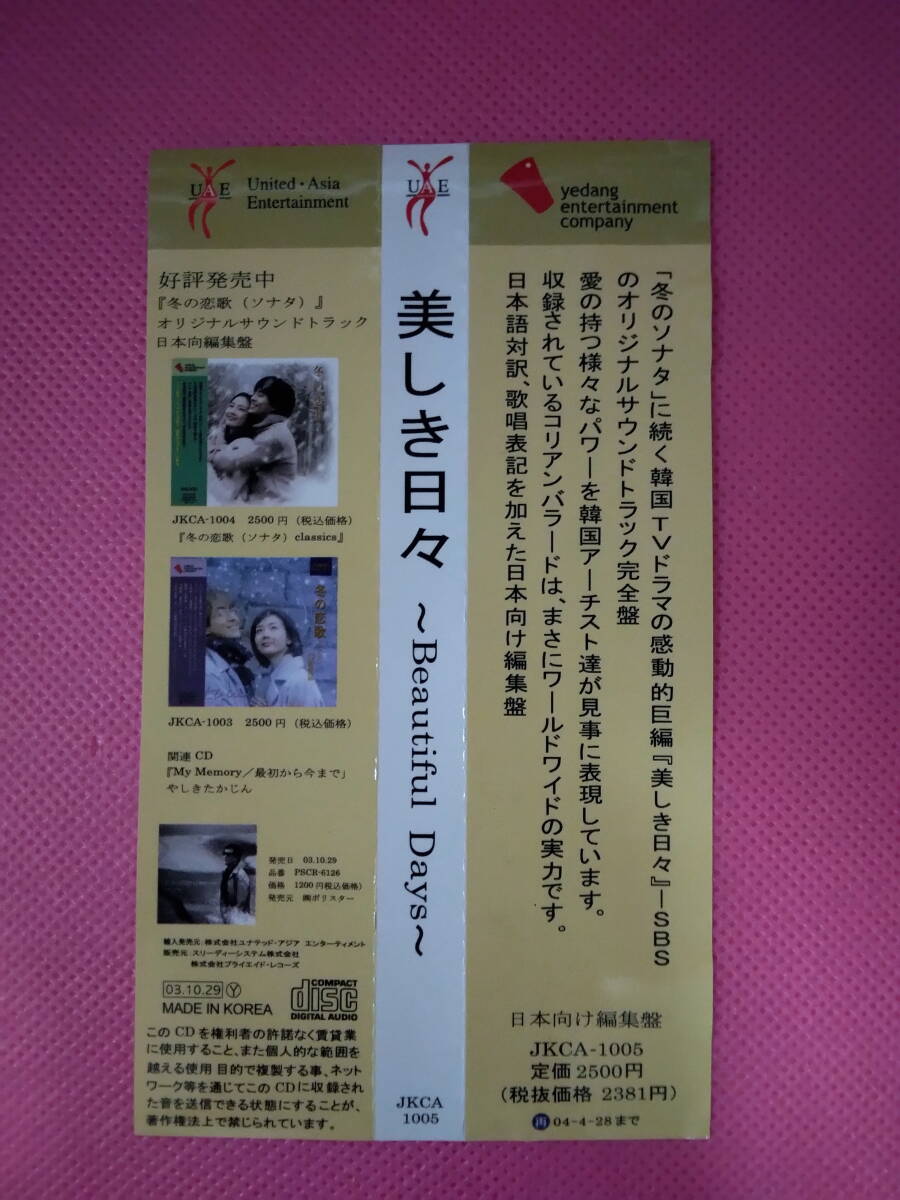 UAE
United・Asia
Entertainment
好評発売中
『冬の恋歌（ソナタ）』
オリジナルサウンドトラック
日本向編集盤
JKCA-1004 2500円（税込価格）
『冬の恋歌（ソナタ）classics』
冬の恋歌
JKCA-1003 2500円（税込価格）
関連CD
『My Memory／最初から今まで」
やしきたかじん
発売日 03.10.29
品番 PSCR-6126
価格 1200円(税込価格)
発売元 ㈱ポリスター
輸入発売元：株式会社ユナテッド・アジア エンターティメント
販売元：スリーディーシステム株式会社
株式会社ブライエイド・レコーズ
03.10.29 Y
MADE IN KOREA
COMPACT
disc
DIGITAL AUDIO
このCDを権利者の許諾なく賃貸業
に使用すること、また個人的な範囲を
越える使用目的で複製する事、ネット
ワーク等を通じてこのCDに収録され
た音を送信できる状態にすることが、
著作権法上で禁じられています。
UAE
美しき日々 ～Beautiful Days～
JKCA
1005
yedang
entertainment
company
「冬のソナタ」に続く韓国TVドラマの感動的巨編『美しき日々』―SBS
のオリジナルサウンドトラック完全盤
愛の持つ様々なパワーを韓国アーチスト達が見事に表現しています。
収録されているコリアンバラードは、まさにワールドワイドの実力です。
日本語対訳、歌唱表記を加えた日本向け編集盤
日本向け編集盤
JKCA-1005
定価2500円
（税抜価格 2381円）
再 04-4-28まで